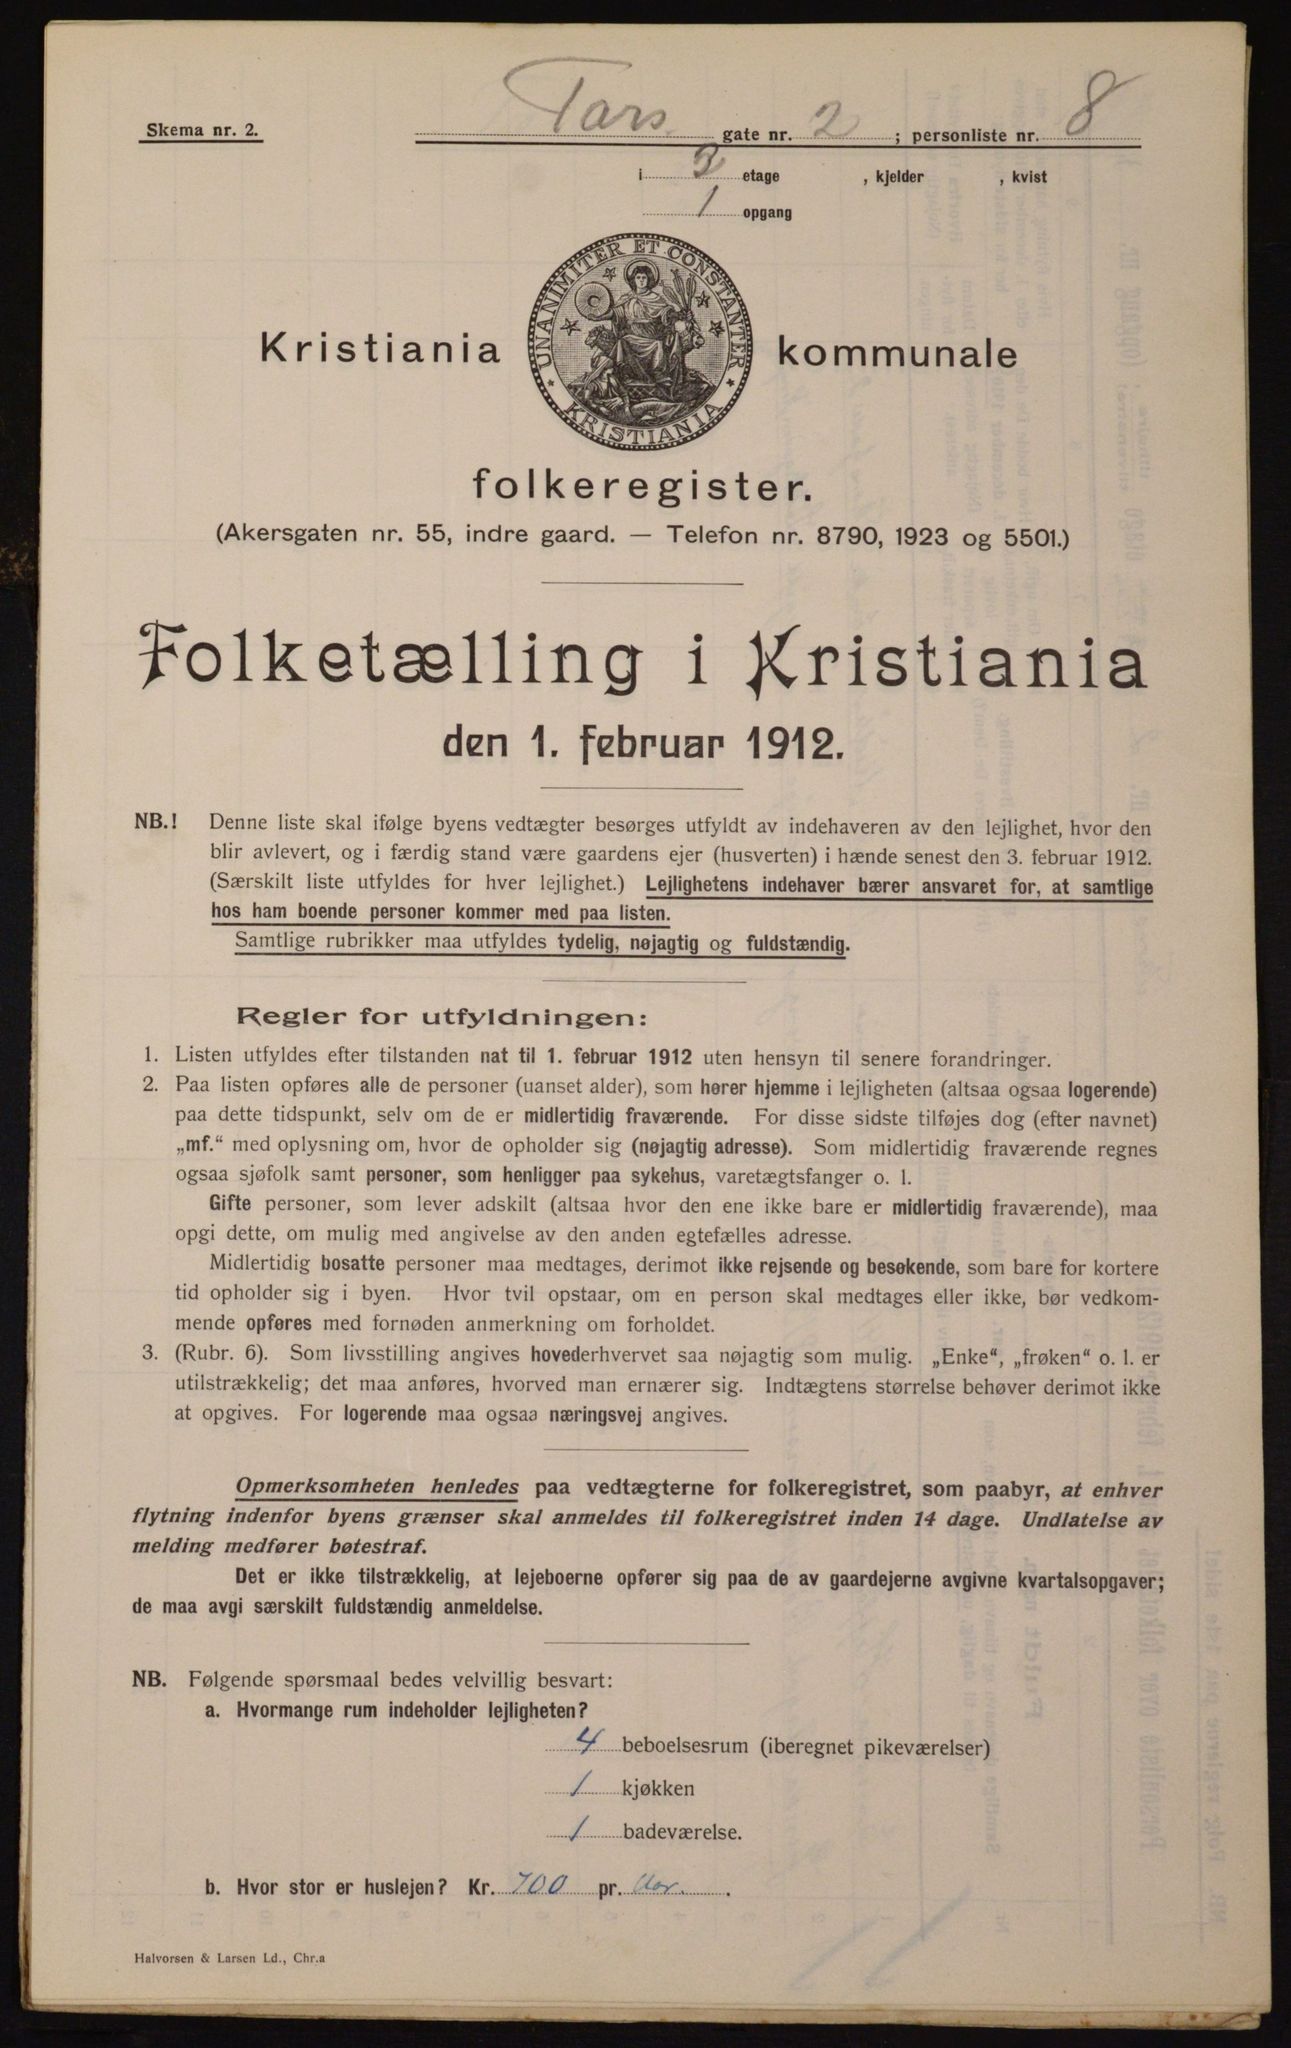 Skema nr. 2.
Tors gate nr. 2 ; personliste nr. 8
i 3 etage , kjelder , kvist
1 opgang
UNANIMITER ET CONSTANTER
KRISTIANIA
Kristiania kommunale
folkeregister.
(Akersgaten nr. 55, indre gaard. — Telefon nr. 8790, 1923 og 5501.)
Folketælling i Kristiania
den 1. februar 1912.
NB.! Denne liste skal ifølge byens vedtægter besørges utfyldt av indehaveren av den lejlighet, hvor den
blir avlevert, og i færdig stand være gaardens ejer (husverten) i hænde senest den 3. februar 1912.
(Særskilt liste utfyldes for hver lejlighet.) Lejlighetens indehaver bærer ansvaret for, at samtlige
hos ham boende personer kommer med paa listen.
Samtlige rubrikker maa utfyldes tydelig, nøjagtig og fuldstændig.
Regler for utfyldningen:
1. Listen utfyldes efter tilstanden nat til 1. februar 1912 uten hensyn til senere forandringer.
2. Paa listen opføres alle de personer (uanset alder), som hører hjemme i lejligheten (altsaa ogsaa logerende)
paa dette tidspunkt, selv om de er midlertidig fraværende. For disse sidste tilføjes dog (efter navnet)
„mf.“ med oplysning om, hvor de opholder sig (nøjagtig adresse). Som midlertidig fraværende regnes
ogsaa sjøfolk samt personer, som henligger paa sykehus, varetægtsfanger o. l.
Gifte personer, som lever adskilt (altsaa hvor den ene ikke bare er midlertidig fraværende), maa
opgi dette, om mulig med angivelse av den anden egtefælles adresse.
Midlertidig bosatte personer maa medtages, derimot ikke rejsende og besøkende, som bare for kortere
tid opholder sig i byen. Hvor tvil opstaar, om en person skal medtages eller ikke, bør vedkom-
mende opføres med fornøden anmerkning om forholdet.
3. (Rubr. 6). Som livsstilling angives hovederhvervet saa nøjagtig som mulig. „Enke“, „frøken“ o. l. er
utilstrækkelig; det maa anføres, hvorved man ernærer sig. Indtægtens størrelse behøver derimot ikke
at opgives. For logerende maa ogsaa næringsvej angives.
Opmerksomheten henledes paa vedtægterne for folkeregistret, som paabyr, at enhver
flytning indenfor byens grænser skal anmeldes til folkeregistret inden 14 dage. Undlatelse av
melding medfører bøtestraf.
Det er ikke tilstrækkelig, at lejeboerne opfører sig paa de av gaardejerne avgivne kvartalsopgaver;
de maa avgi særskilt fuldstændig anmeldelse.
NB. Følgende spørsmaal bedes velvillig besvart:
a. Hvormange rum indeholder lejligheten?
4 beboelsesrum (iberegnet pikeværelser)
1 kjøkken
1 badeværelse.
b. Hvor stor er huslejen? Kr. 700 pr. Aar.
Halvorsen & Larsen Ld., Chr.a